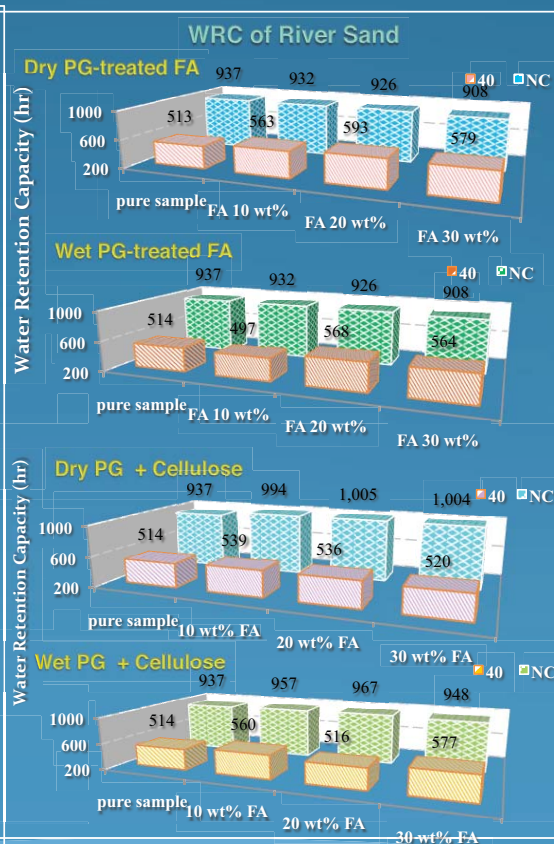 WRC of River Sand
Dry PG-treated FA
40 NC
937 932 926 908
513 563 593 579
1000
600
200
pure sample FA 10 wt% FA 20 wt% FA 30 wt%
Water Retention Capacity (hr)
Wet PG-treated FA
40 NC
937 932 926 908
514 497 568 564
1000
600
200
pure sample FA 10 wt% FA 20 wt% FA 30 wt%
Dry PG + Cellulose
40 NC
937 994 1,005 1,004
514 539 536 520
1000
600
200
pure sample 10 wt% FA 20 wt% FA 30 wt% FA
Water Retention Capacity (hr)
Wet PG + Cellulose
40 NC
937 957 967 948
514 560 516 577
1000
600
200
pure sample 10 wt% FA 20 wt% FA 30 wt% FA